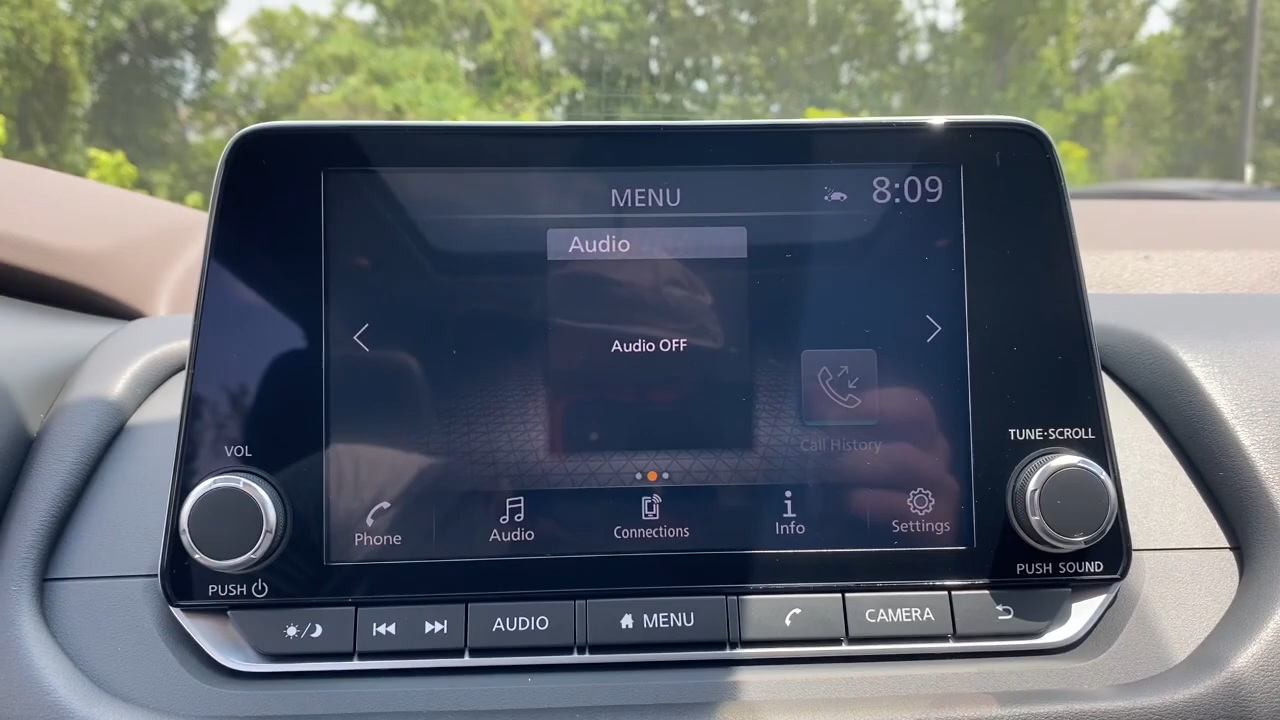 MENU
8:09
Audio
Audio OFF
Call History
Phone
Audio
Connections
Info
Settings
VOL
PUSH
TUNE·SCROLL
PUSH SOUND
AUDIO
MENU
CAMERA